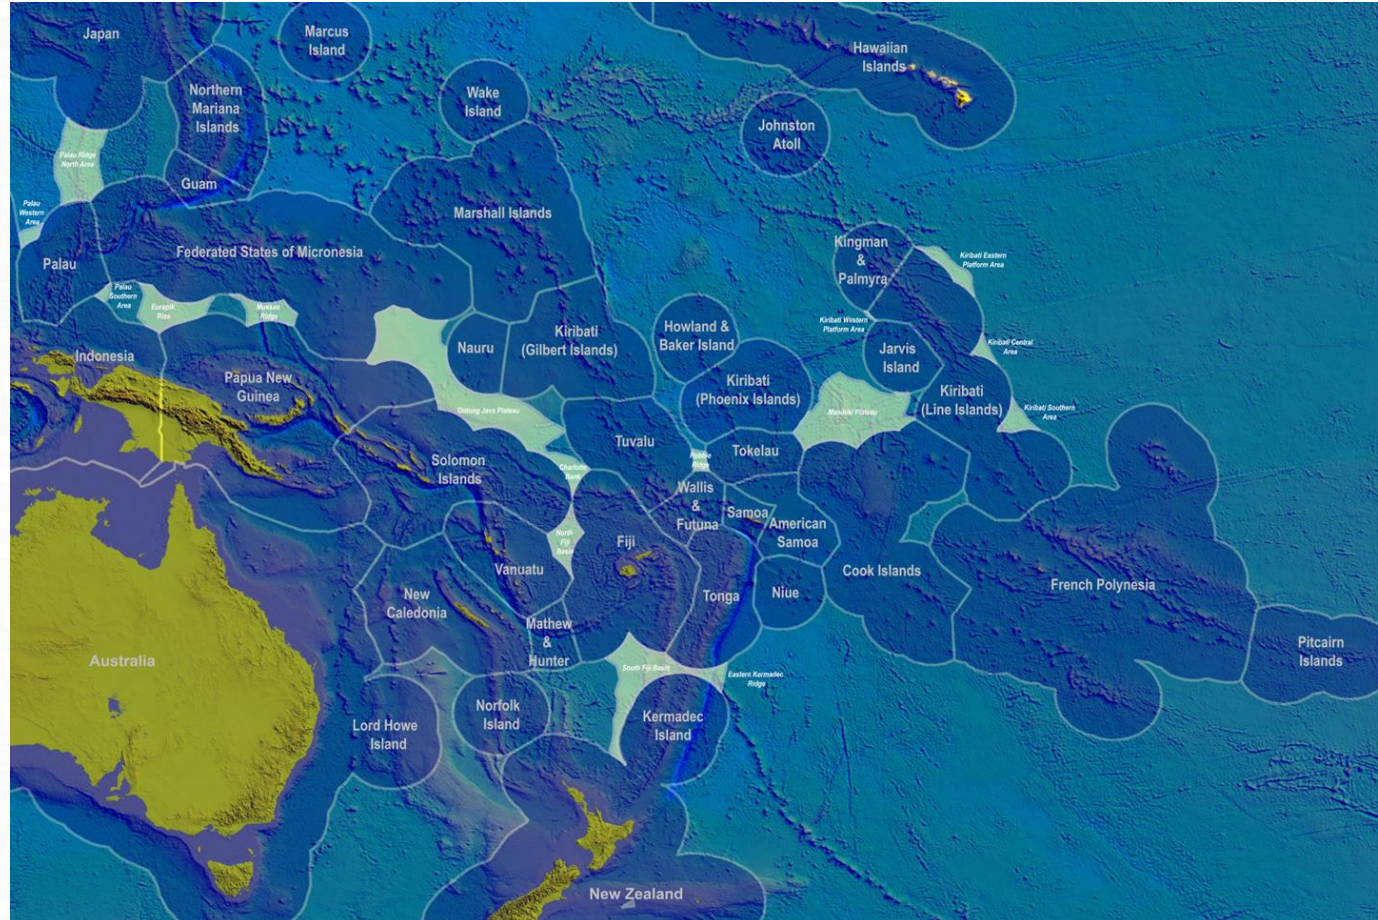 Japan
Marcus
Island
Hawaiian
Islands
Northern
Mariana
Islands
Wake
Island
Johnston
Atoll
Palau Ridge
North Area
Guam
Palau
Western
Area
Marshall Islands
Federated States of Micronesia
Kingman
&
Palmyra
Kiribati Eastern
Platform Area
Palau
Palau
Southern
Area
Eurapik
Rise
Mussau
Ridge
Kiribati Western
Platform Area
Howland &
Baker Island
Kiribati
(Gilbert Islands)
Nauru
Jarvis
Island
Kiribati Central
Area
Indonesia
Papua New
Guinea
Kiribati
(Phoenix Islands)
Kiribati
(Line Islands)
Ontong Java Plateau
Manihiki Plateau
Kiribati Southern
Area
Tuvalu
Tokelau
Solomon
Islands
Robbie
Ridge
Charlotte
Bank
Wallis
&
Futuna
Samoa
American
Samoa
North
Fiji
Basin
Fiji
Vanuatu
Cook Islands
French Polynesia
New
Caledonia
Tonga
Niue
Mathew
&
Hunter
Pitcairn
Islands
Australia
South Fiji Basin
Eastern Kermadec
Ridge
Norfolk
Island
Kermadec
Island
Lord Howe
Island
New Zealand